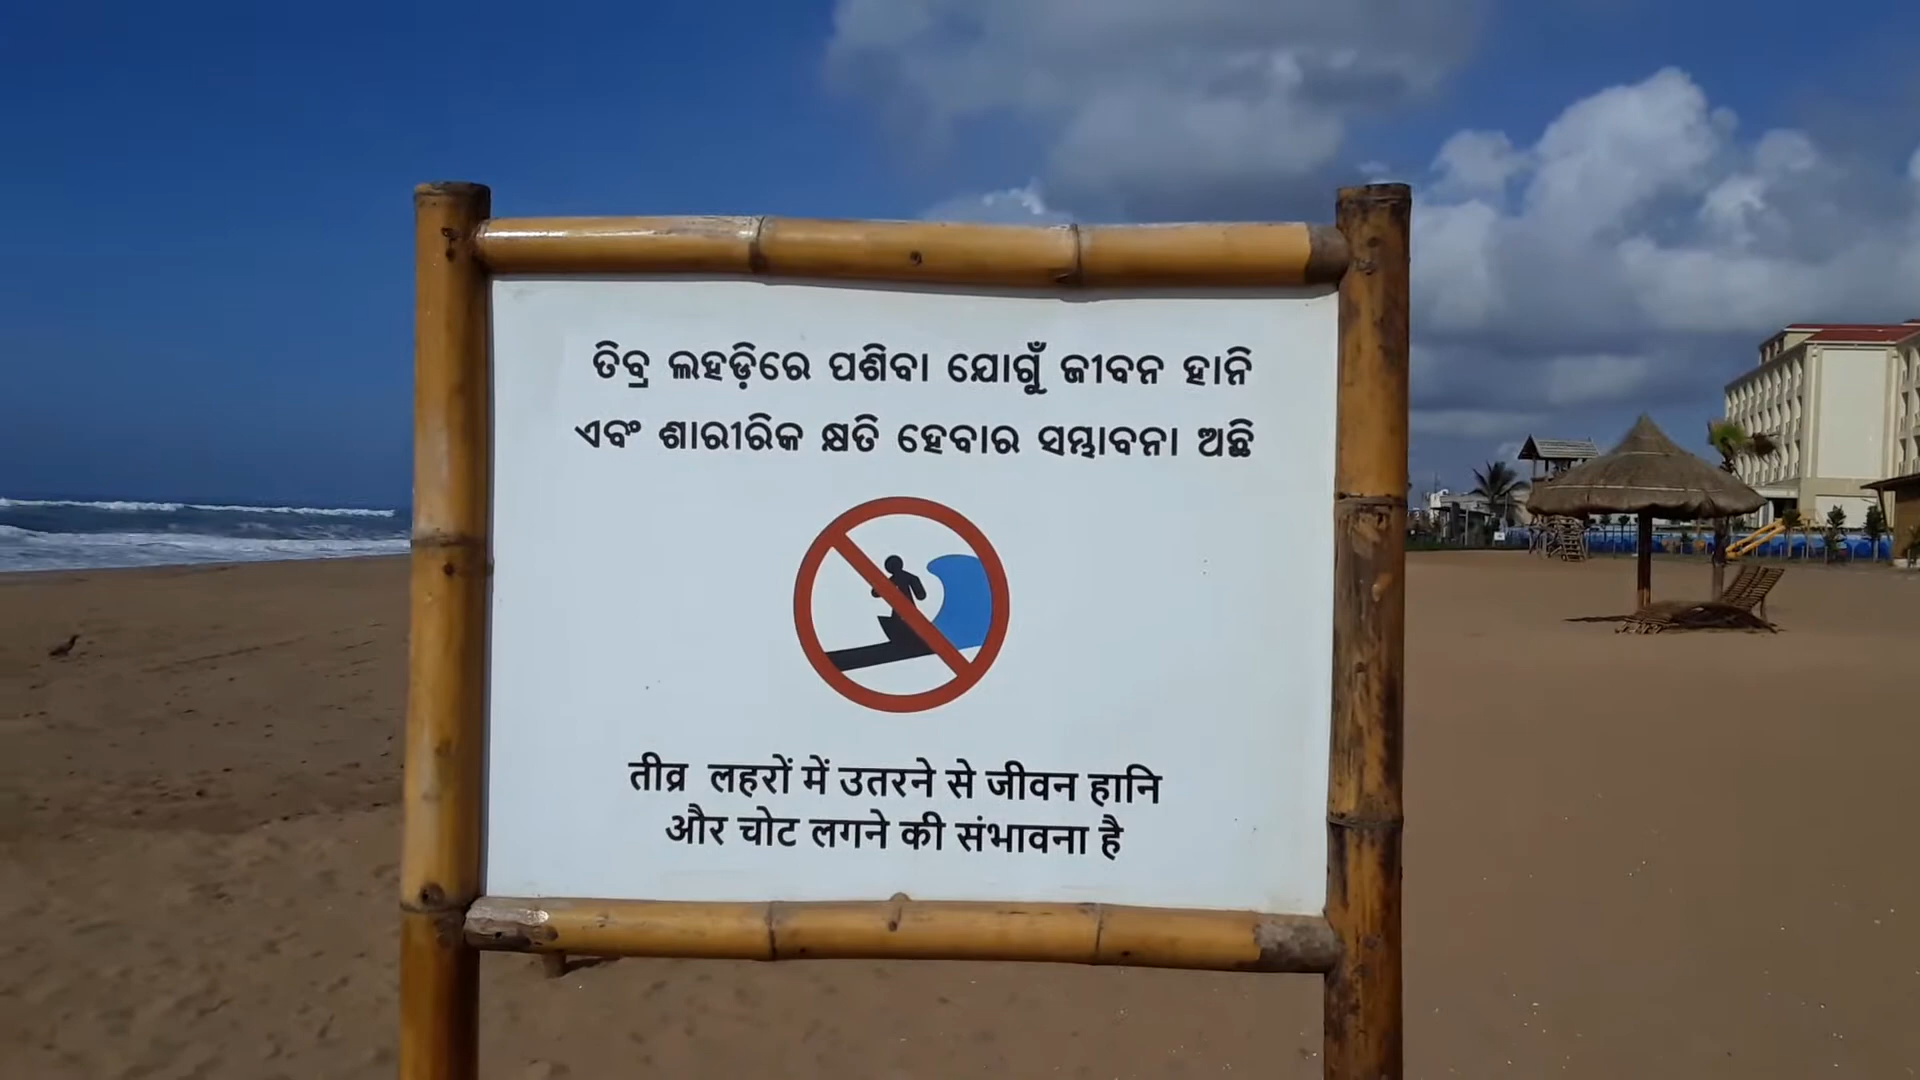 ତିବ୍ର ଲହଡ଼ିରେ ପଶିବା ଯୋଗୁଁ ଜୀବନ ହାନି
ଏବଂ ଶାରୀରିକ କ୍ଷତି ହେବାର ସମ୍ଭାବନା ଅଛି
तीव्र लहरों में उतरने से जीवन हानि
और चोट लगने की संभावना है